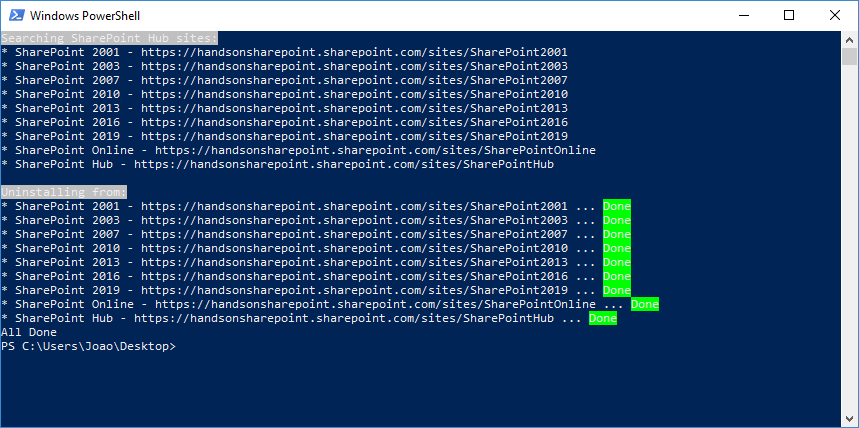 Windows PowerShell
Searching SharePoint Hub sites:
* SharePoint 2001 - https://handsonsharepoint.sharepoint.com/sites/SharePoint2001
* SharePoint 2003 - https://handsonsharepoint.sharepoint.com/sites/SharePoint2003
* SharePoint 2007 - https://handsonsharepoint.sharepoint.com/sites/SharePoint2007
* SharePoint 2010 - https://handsonsharepoint.sharepoint.com/sites/SharePoint2010
* SharePoint 2013 - https://handsonsharepoint.sharepoint.com/sites/SharePoint2013
* SharePoint 2016 - https://handsonsharepoint.sharepoint.com/sites/SharePoint2016
* SharePoint 2019 - https://handsonsharepoint.sharepoint.com/sites/SharePoint2019
* SharePoint Online - https://handsonsharepoint.sharepoint.com/sites/SharePointOnline
* SharePoint Hub - https://handsonsharepoint.sharepoint.com/sites/SharePointHub
Uninstalling from:
* SharePoint 2001 - https://handsonsharepoint.sharepoint.com/sites/SharePoint2001 ... Done
* SharePoint 2003 - https://handsonsharepoint.sharepoint.com/sites/SharePoint2003 ... Done
* SharePoint 2007 - https://handsonsharepoint.sharepoint.com/sites/SharePoint2007 ... Done
* SharePoint 2010 - https://handsonsharepoint.sharepoint.com/sites/SharePoint2010 ... Done
* SharePoint 2013 - https://handsonsharepoint.sharepoint.com/sites/SharePoint2013 ... Done
* SharePoint 2016 - https://handsonsharepoint.sharepoint.com/sites/SharePoint2016 ... Done
* SharePoint 2019 - https://handsonsharepoint.sharepoint.com/sites/SharePoint2019 ... Done
* SharePoint Online - https://handsonsharepoint.sharepoint.com/sites/SharePointOnline ... Done
* SharePoint Hub - https://handsonsharepoint.sharepoint.com/sites/SharePointHub ... Done
All Done
PS C:\Users\Joao\Desktop>